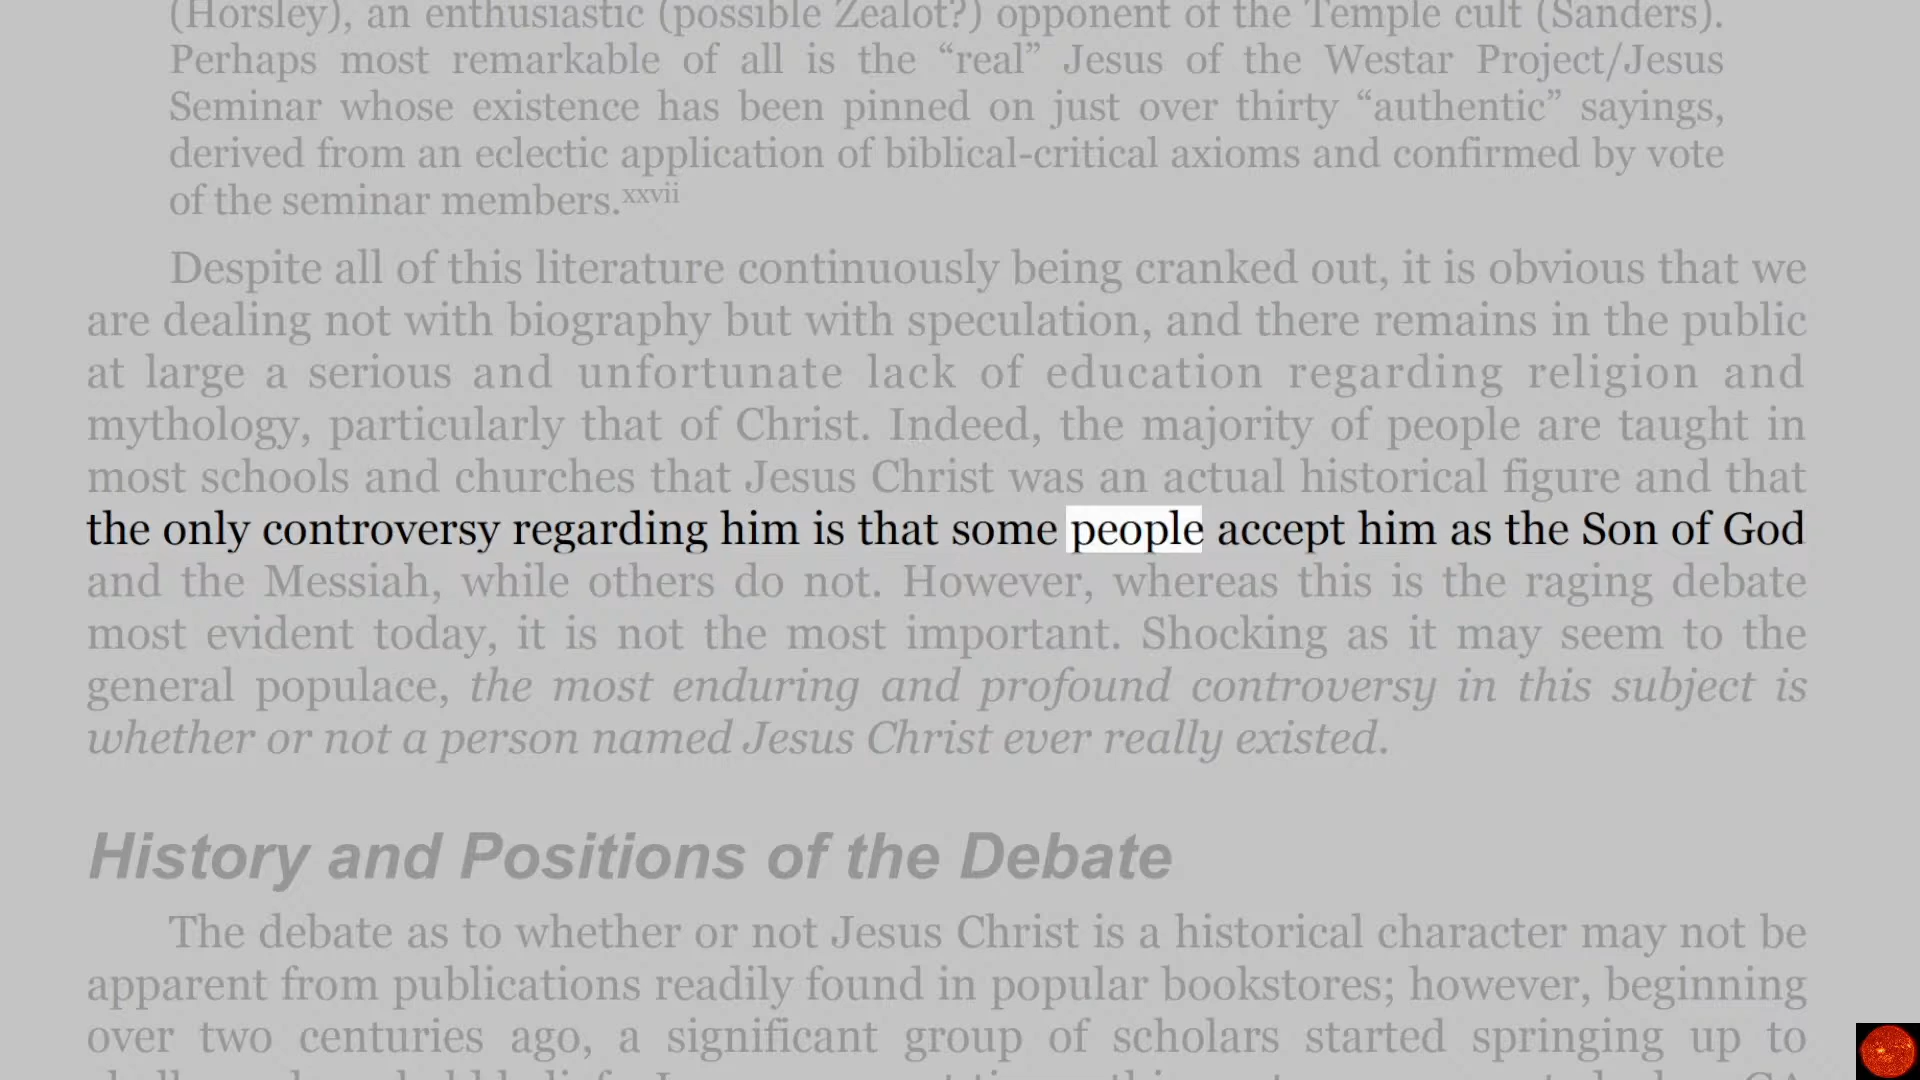 (Horsley), an enthusiastic (possible Zealot?) opponent of the Temple cult (Sanders).
Perhaps most remarkable of all is the “real” Jesus of the Westar Project/Jesus
Seminar whose existence has been pinned on just over thirty “authentic” sayings,
derived from an eclectic application of biblical-critical axioms and confirmed by vote
of the seminar members.xxvii
Despite all of this literature continuously being cranked out, it is obvious that we
are dealing not with biography but with speculation, and there remains in the public
at large a serious and unfortunate lack of education regarding religion and
mythology, particularly that of Christ. Indeed, the majority of people are taught in
most schools and churches that Jesus Christ was an actual historical figure and that
the only controversy regarding him is that some people accept him as the Son of God
and the Messiah, while others do not. However, whereas this is the raging debate
most evident today, it is not the most important. Shocking as it may seem to the
general populace, the most enduring and profound controversy in this subject is
whether or not a person named Jesus Christ ever really existed.
History and Positions of the Debate
The debate as to whether or not Jesus Christ is a historical character may not be
apparent from publications readily found in popular bookstores; however, beginning
over two centuries ago, a significant group of scholars started springing up to